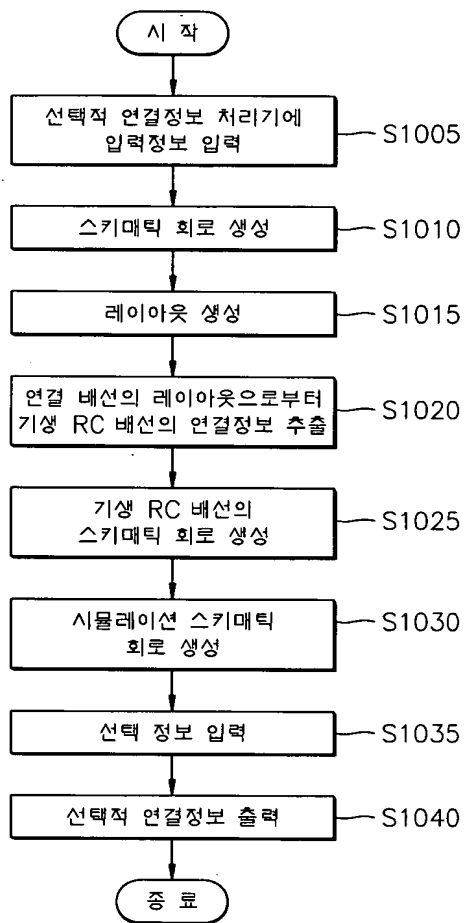 시 작
선택적 연결정보 처리기에
입력정보 입력
S1005
스키매틱 회로 생성
S1010
레이아웃 생성
S1015
연결 배선의 레이아웃으로부터
기생 RC 배선의 연결정보 추출
S1020
기생 RC 배선의
스키매틱 회로 생성
S1025
시뮬레이션 스키매틱
회로 생성
S1030
선택 정보 입력
S1035
선택적 연결정보 출력
S1040
종 료